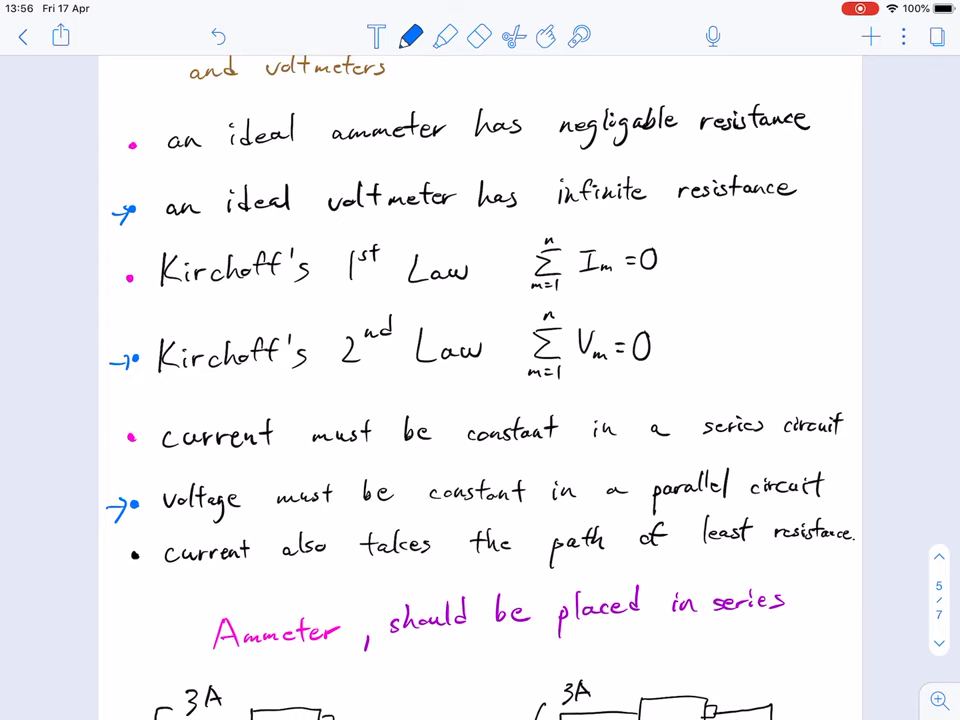 13:56 Fri 17 Apr
100%
T
and voltmeters
• an ideal ammeter has negligable resistance
→• an ideal voltmeter has infinite resistance
• Kirchoff's 1st Law ∑ₘ₌₁ⁿ Iₘ = 0
→• Kirchoff's 2nd Law ∑ₘ₌₁ⁿ Vₘ = 0
• current must be constant in a series circuit
→• voltage must be constant in a parallel circuit
• current also takes the path of least resistance.
5
/
7
Ammeter, should be placed in series
3A 3A